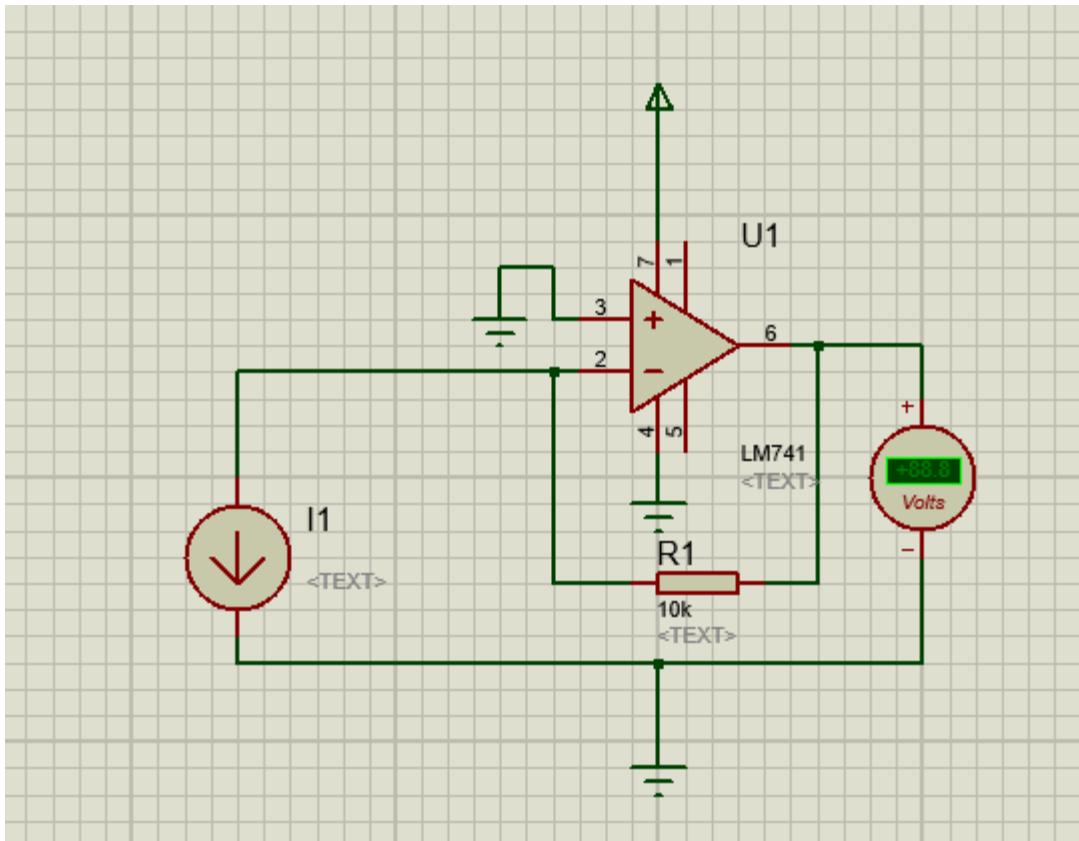 U1
7
1
3
+
2
−
6
4
5
LM741
<TEXT>
+
+88.8
Volts
−
I1
<TEXT>
R1
10k
<TEXT>